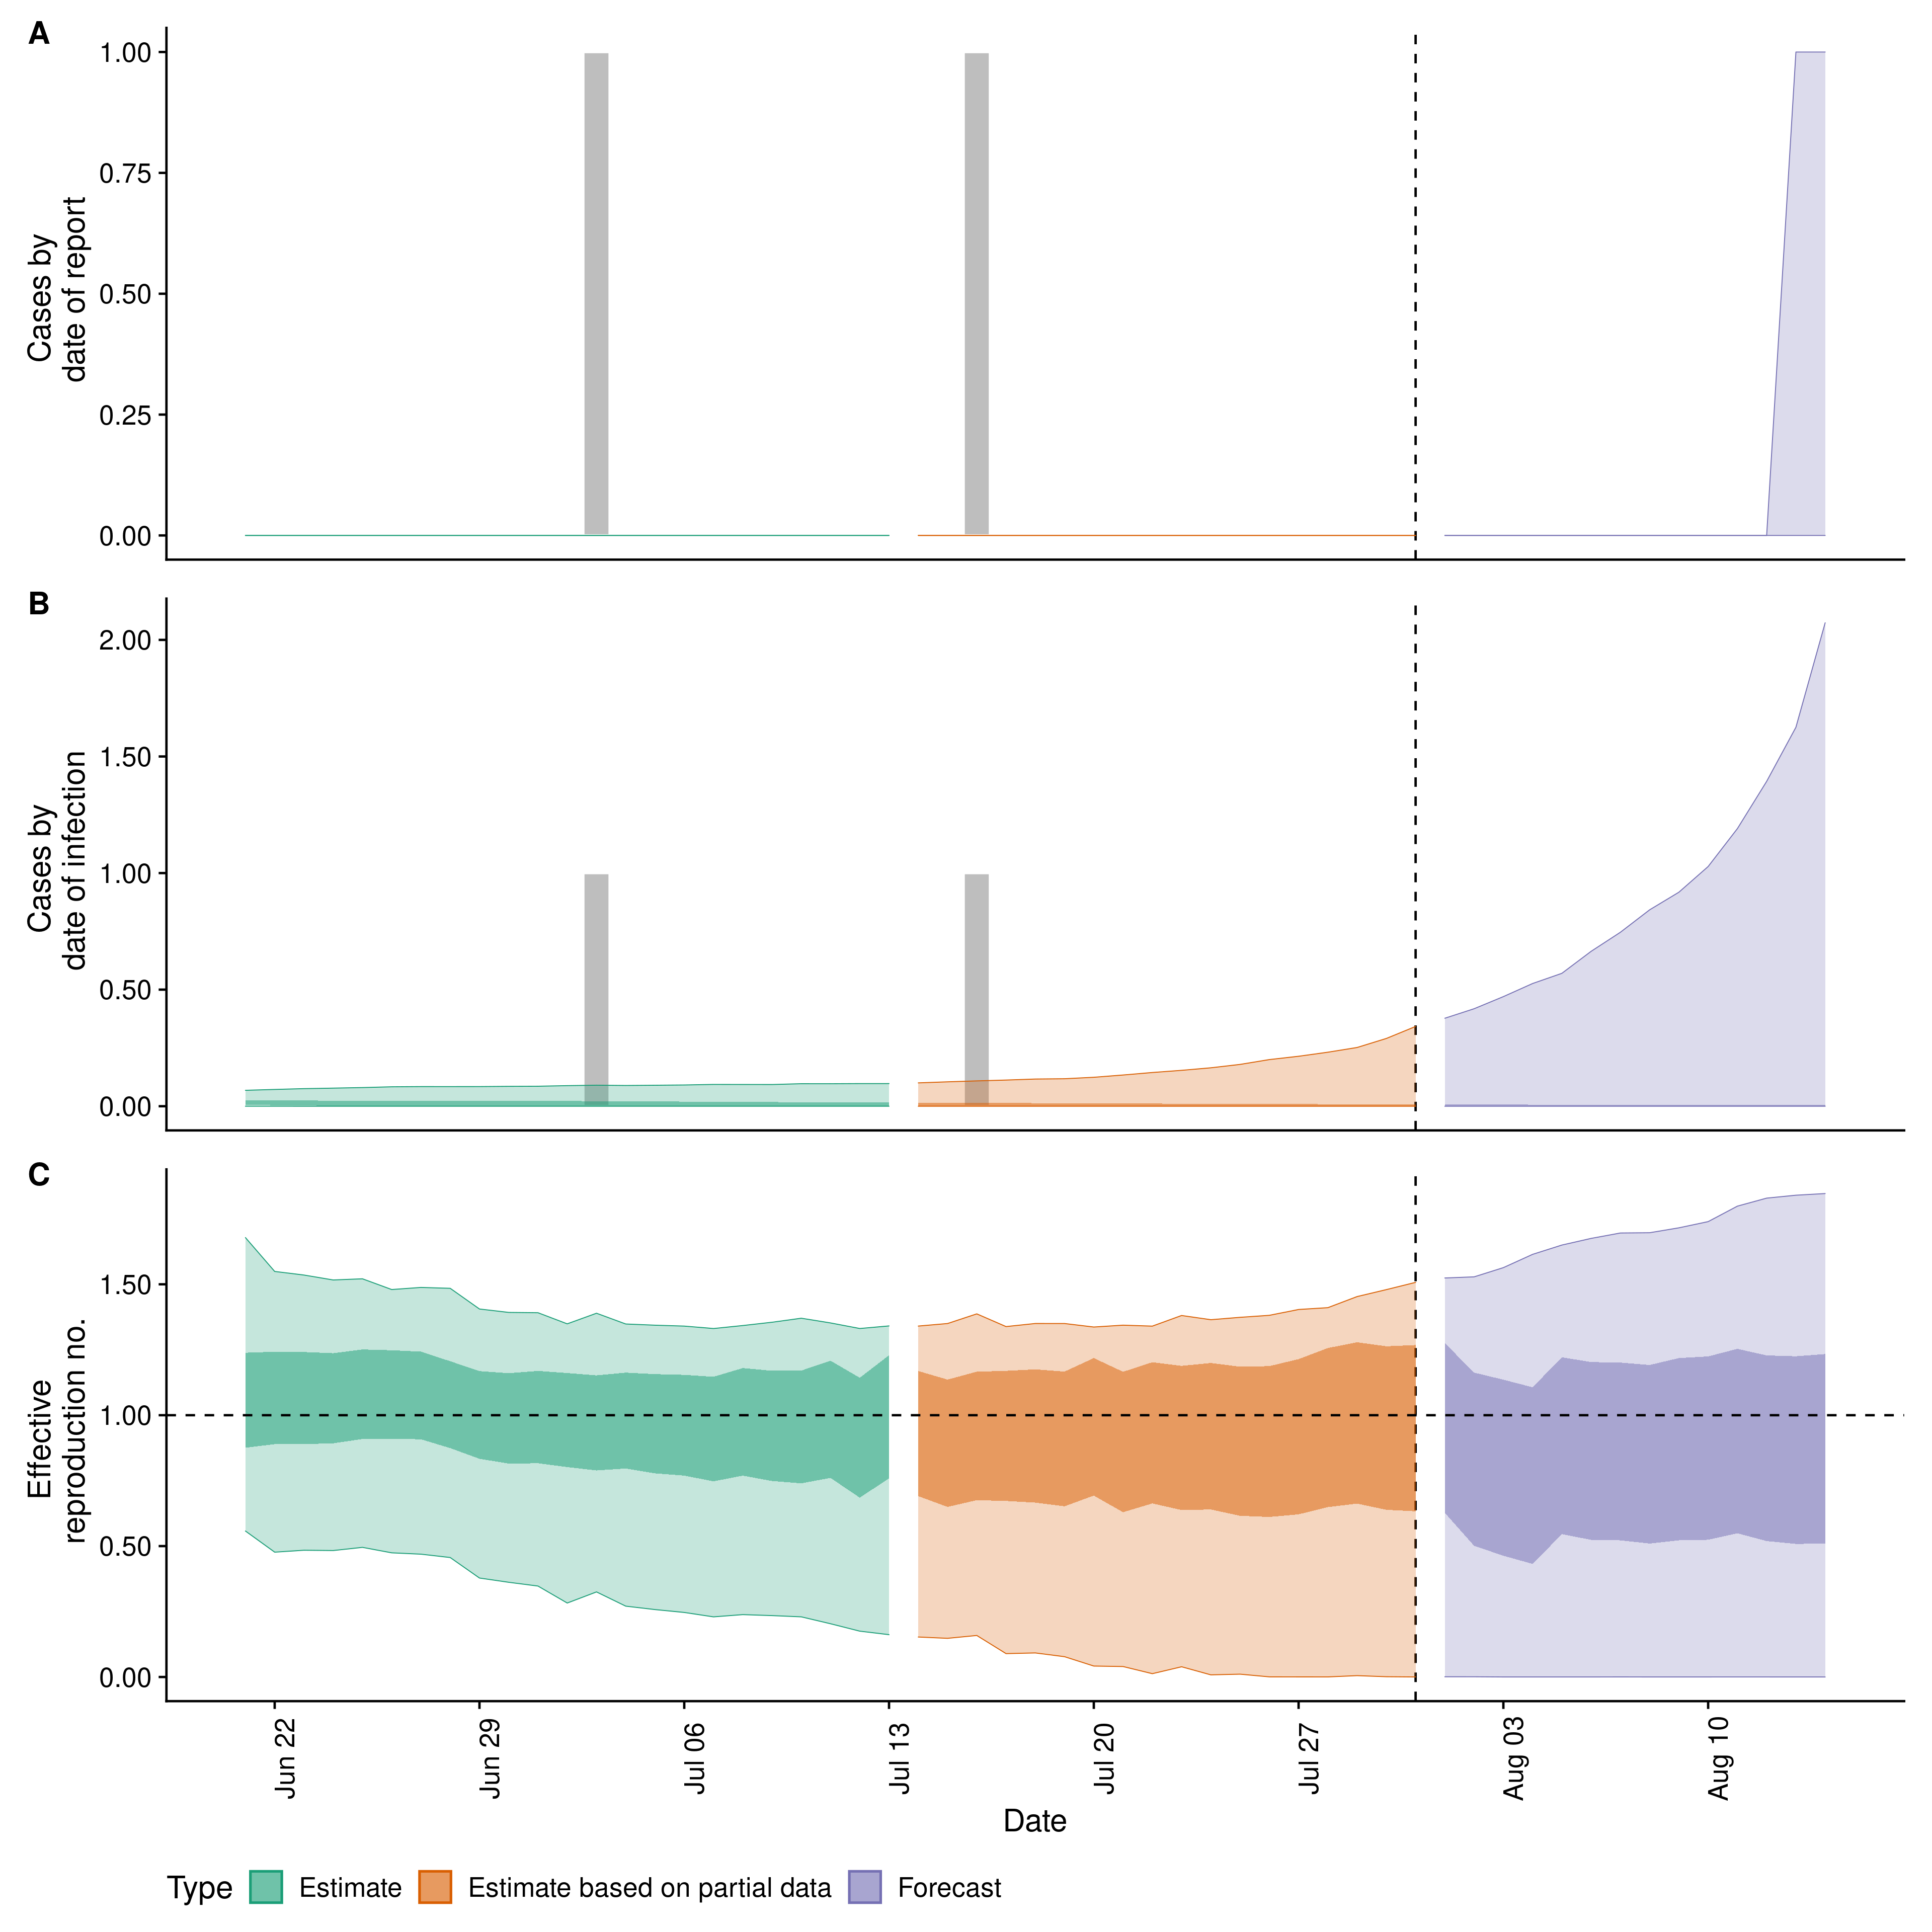 A
1.00
0.75
0.50
0.25
0.00
Cases by
date of report
B
2.00
1.50
1.00
0.50
0.00
Cases by
date of infection
C
1.50
1.00
0.50
0.00
Effective
reproduction no.
Jun 22
Jun 29
Jul 06
Jul 13
Jul 20
Jul 27
Aug 03
Aug 10
Date
Type Estimate Estimate based on partial data Forecast